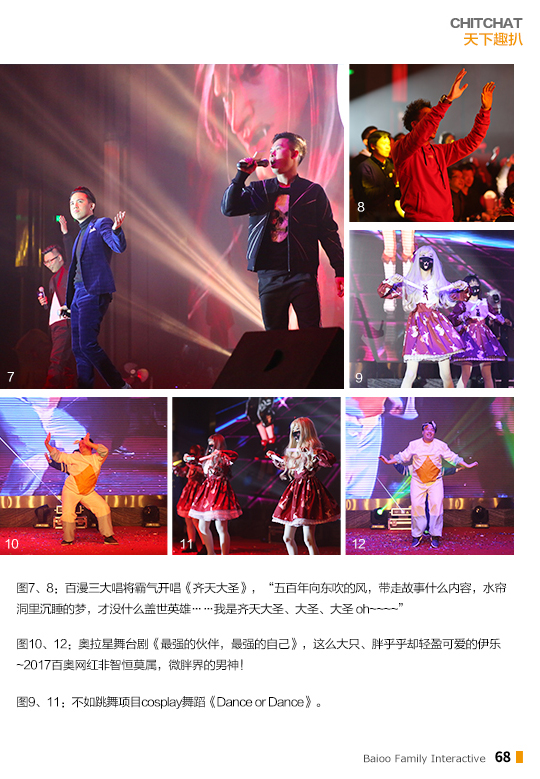 CHITCHAT
天下趣扒
7
8
9
10
11
12
图7、8：百漫三大唱将霸气开唱《齐天大圣》，“五百年向东吹的风，带走故事什么内容，水帘
洞里沉睡的梦，才没什么盖世英雄……我是齐天大圣、大圣、大圣 oh~~~~”
图10、12：奥拉星舞台剧《最强的伙伴，最强的自己》，这么大只、胖乎乎却轻盈可爱的伊乐
~2017百奥网红非智恒莫属，微胖界的男神！
图9、11：不如跳舞项目cosplay舞蹈《Dance or Dance》。
Baioo Family Interactive 68